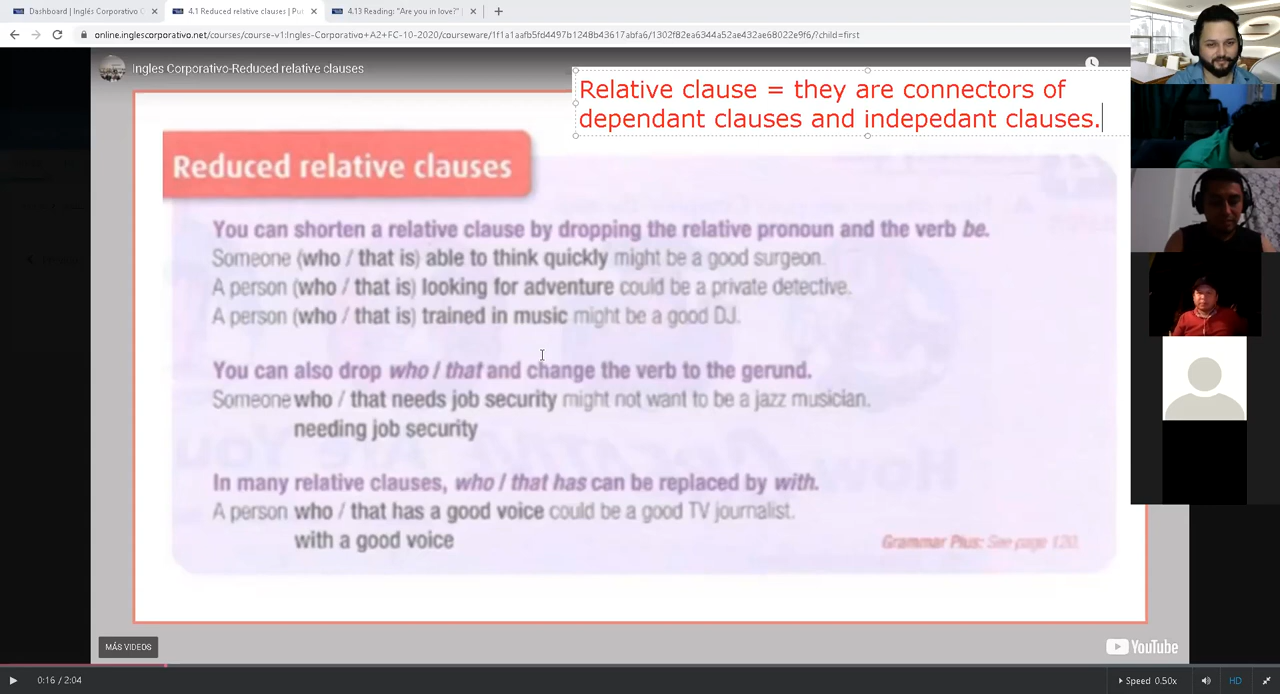 Dashboard | Inglés Corporativo
4.1 Reduced relative clauses | Pu
4.13 Reading: "Are you in love?" |
online.inglescorporativo.net/courses/course-v1:Ingles-Corporativo+A2+FC-10-2020/
1aafb5fd4497b1248b43617abfa6/1302f82ea6344a52ae432ae68022e9f6/?child=first
Ingles Corporativo-Reduced relative clauses
Relative clause = they are connectors of
dependant clauses and indepedant clauses.
Reduced relative clauses
You can shorten a relative clause by dropping the relative pronoun and the verb be.
Someone (who / that is) able to think quickly might be a good surgeon.
A person (who / that is) looking for adventure could be a private detective.
A person (who / that is) trained in music might be a good DJ.
You can also drop who / that and change the verb to the gerund.
Someone who / that needs job security might not want to be a jazz musician.
needing job security
In many relative clauses, who / that has can be replaced by with.
A person who / that has a good voice could be a good TV journalist.
with a good voice
Grammar Plus: See page 120.
MÁS VIDEOS
YouTube
0:16 / 2:04
Speed 0.50x
HD